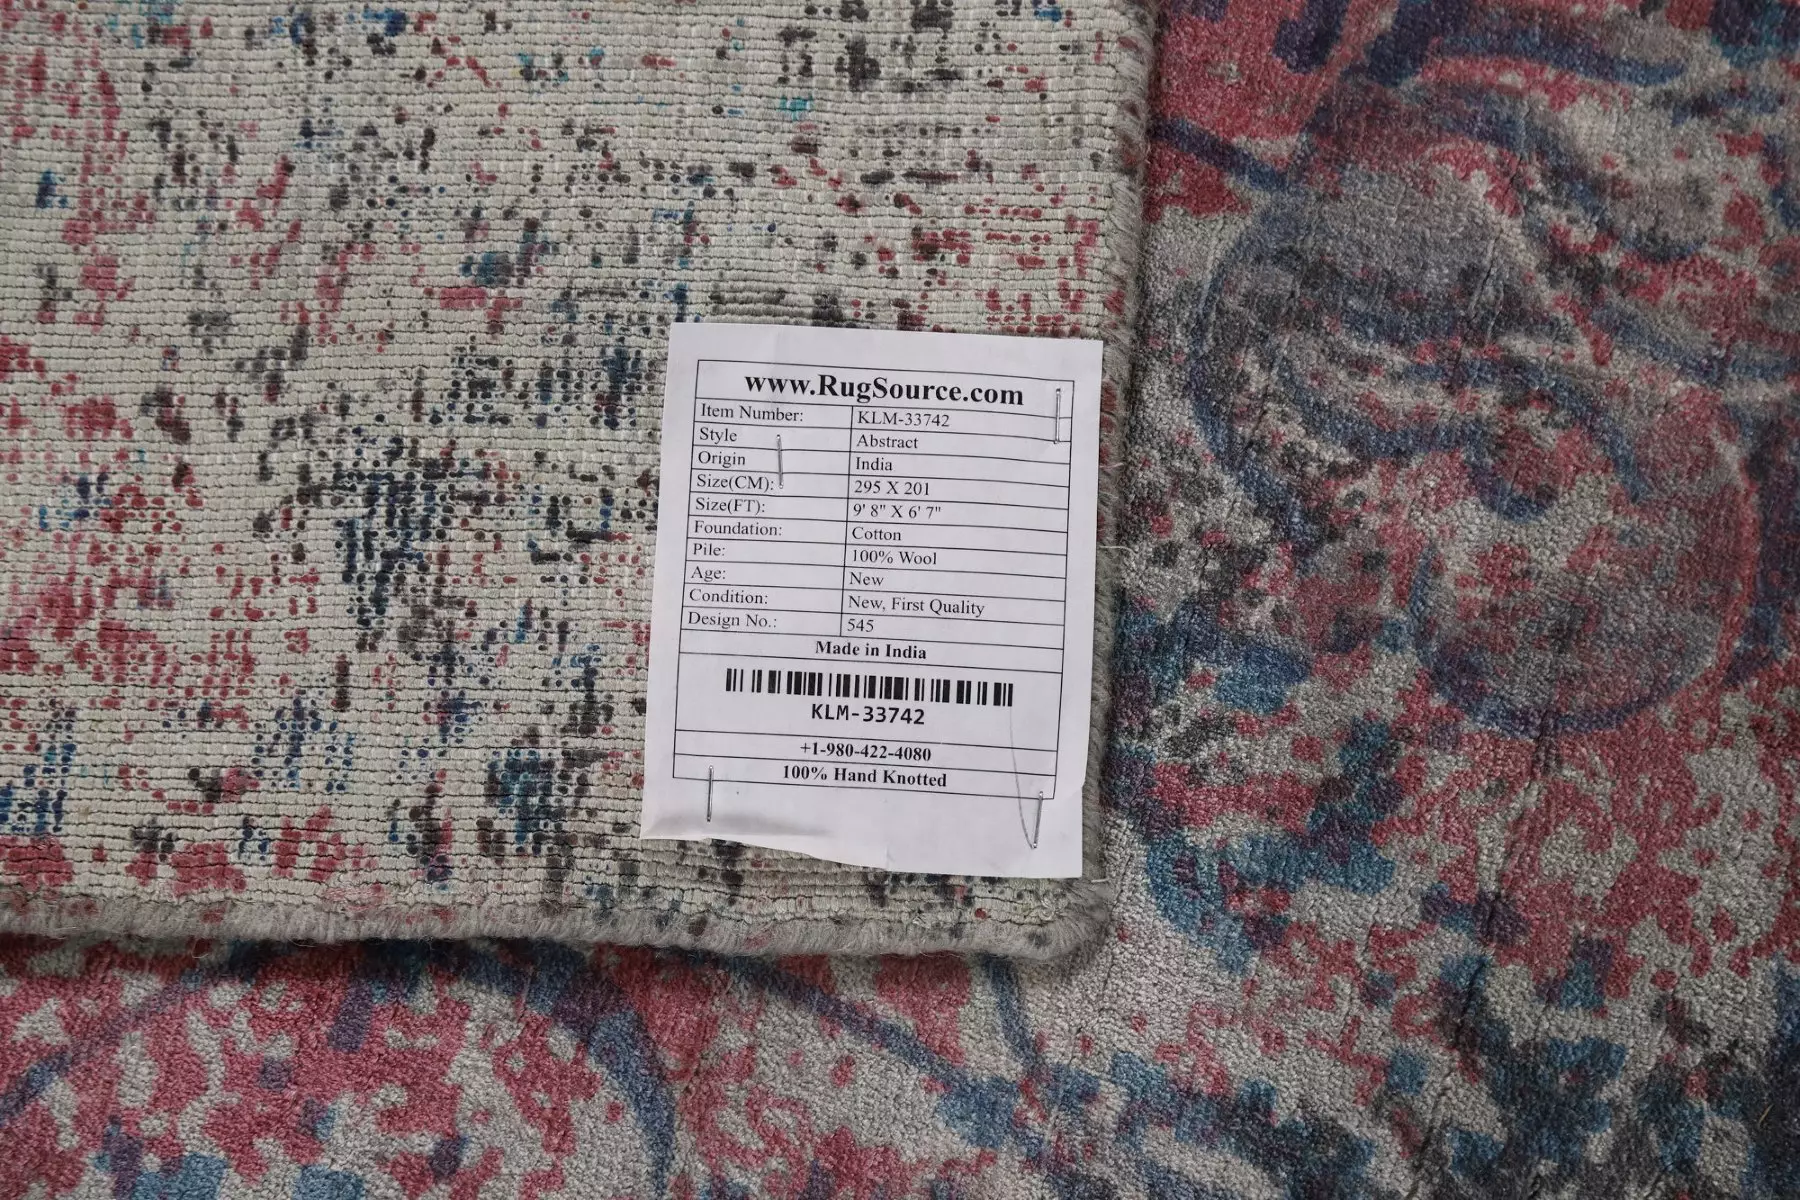 www.RugSource.com
Item Number: KLM-33742
Style Abstract
Origin India
Size(CM): 295 X 201
Size(FT): 9' 8" X 6' 7"
Foundation: Cotton
Pile: 100% Wool
Age: New
Condition: New, First Quality
Design No.: 545
Made in India
KLM-33742
+1-980-422-4080
100% Hand Knotted